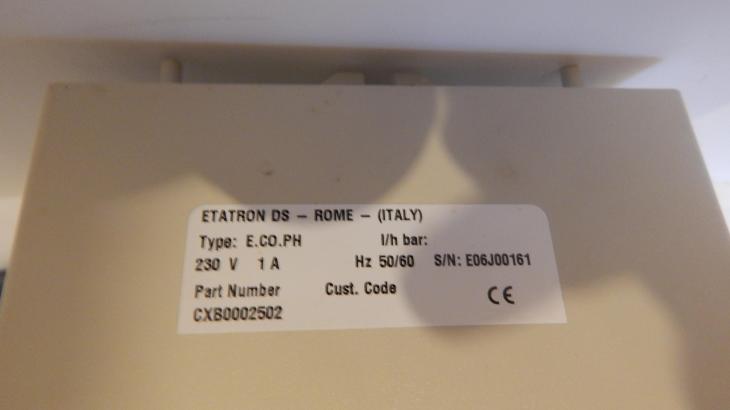 ETATRON DS – ROME – (ITALY)
Type: E.CO.PH l/h bar:
230 V 1 A Hz 50/60 S/N: E06J00161
Part Number Cust. Code
CXB0002502 CE